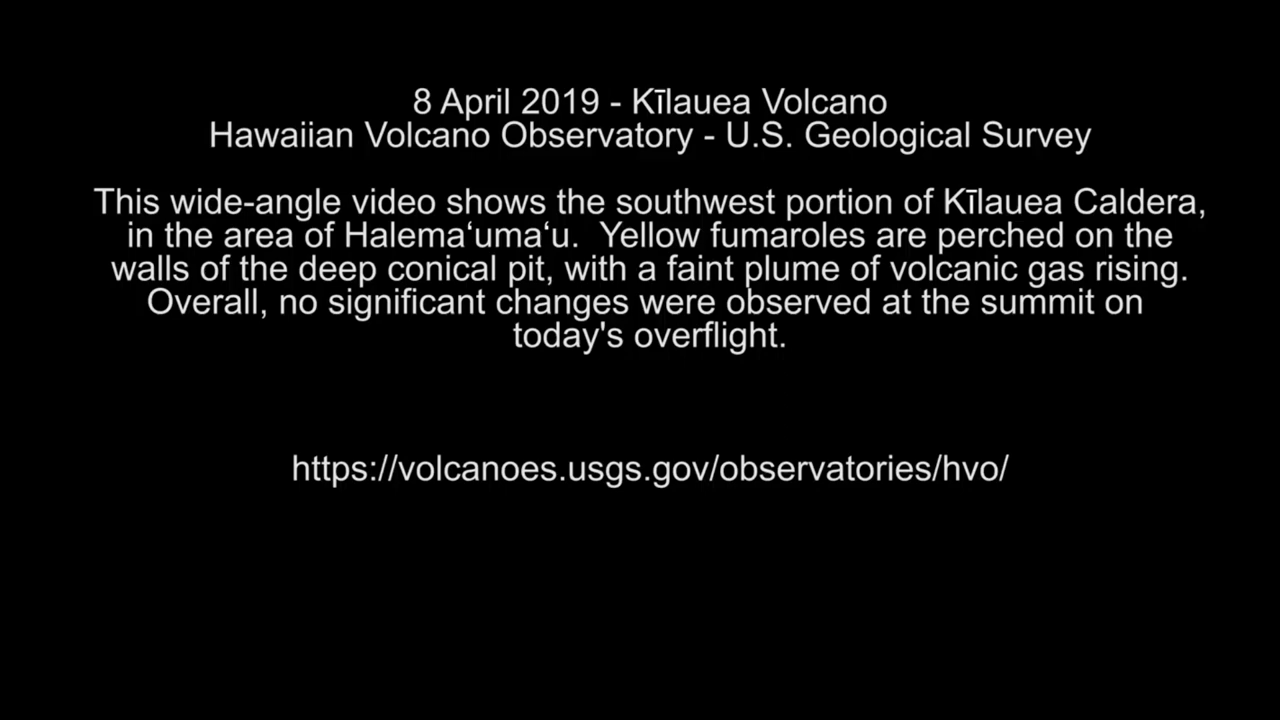 8 April 2019 - Kīlauea Volcano
Hawaiian Volcano Observatory - U.S. Geological Survey
This wide-angle video shows the southwest portion of Kīlauea Caldera,
in the area of Halemaʻumaʻu.  Yellow fumaroles are perched on the
walls of the deep conical pit, with a faint plume of volcanic gas rising.
Overall, no significant changes were observed at the summit on
today's overflight.
https://volcanoes.usgs.gov/observatories/hvo/